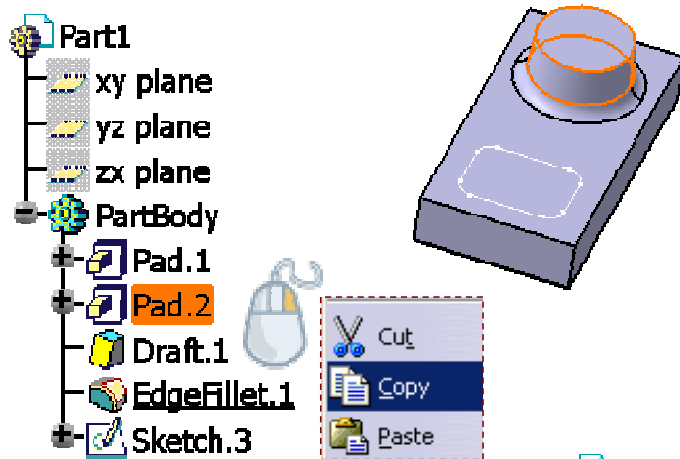 Part1
xy plane
yz plane
zx plane
PartBody
Pad.1
Pad.2
Draft.1
EdgeFillet.1
Sketch.3
Cut
Copy
Paste